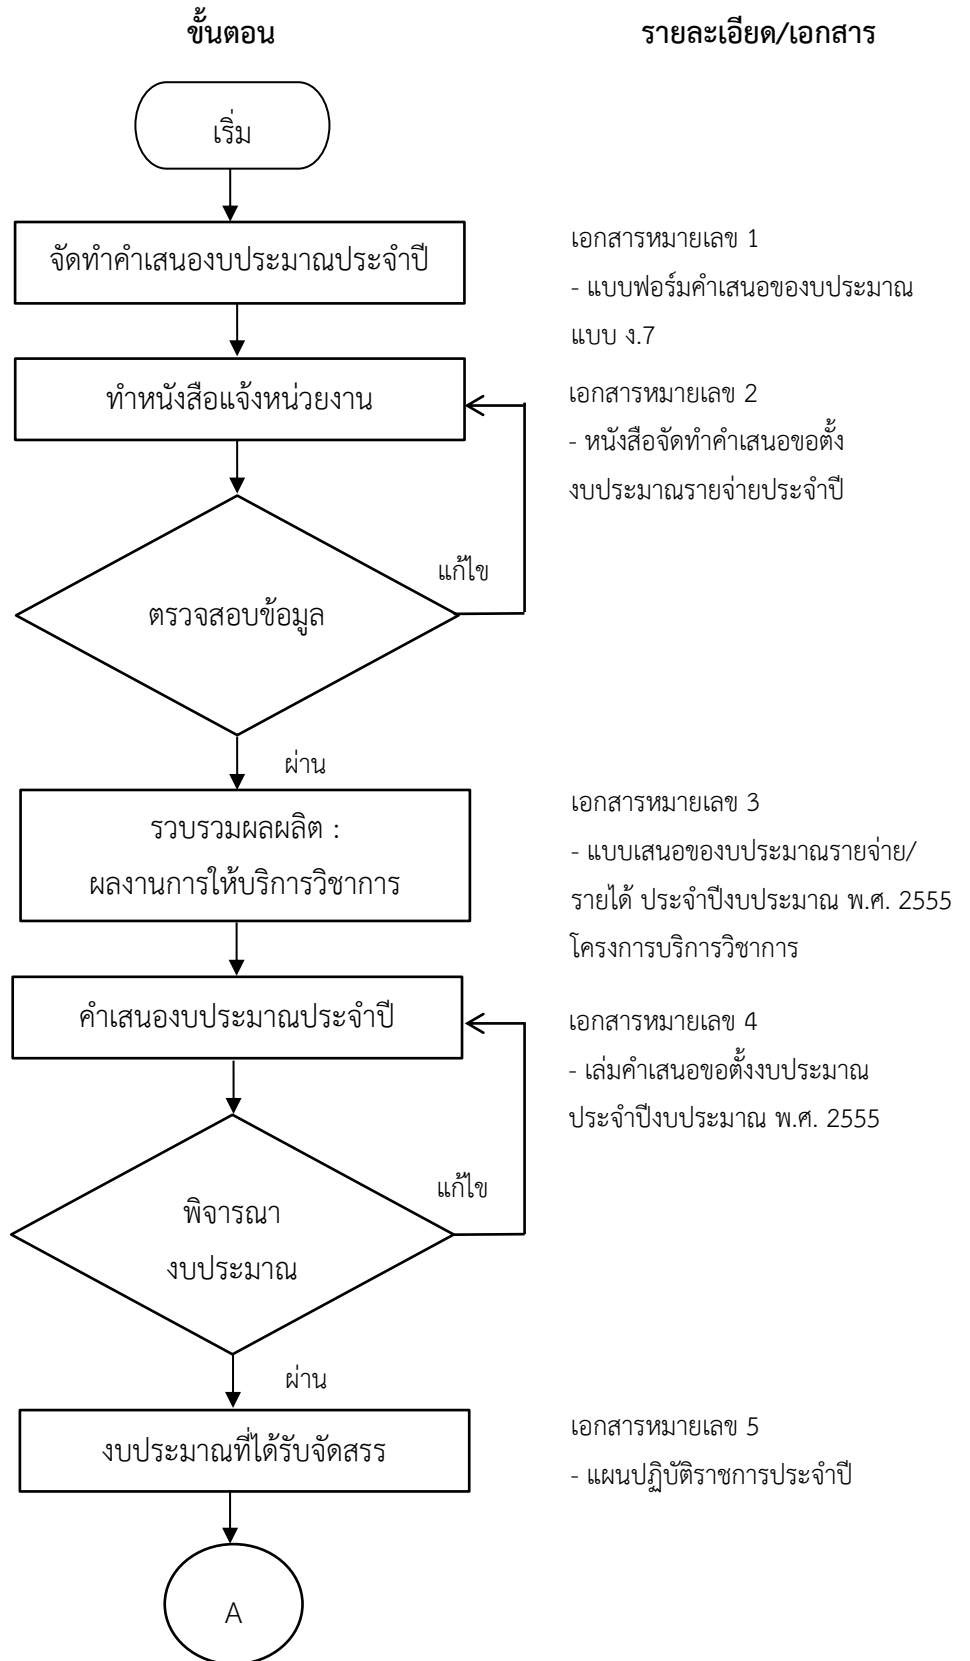 ขั้นตอน
รายละเอียด/เอกสาร
เริ่ม
จัดทำคำเสนองบประมาณประจำปี
เอกสารหมายเลข 1
- แบบฟอร์มคำเสนอของบประมาณ
แบบ ง.7
ทำหนังสือแจ้งหน่วยงาน
เอกสารหมายเลข 2
- หนังสือจัดทำคำเสนอขอตั้ง
งบประมาณรายจ่ายประจำปี
แก้ไข
ตรวจสอบข้อมูล
ผ่าน
รวบรวมผลผลิต :
ผลงานการให้บริการวิชาการ
เอกสารหมายเลข 3
- แบบเสนอของบประมาณรายจ่าย/
รายได้ ประจำปีงบประมาณ พ.ศ. 2555
โครงการบริการวิชาการ
คำเสนองบประมาณประจำปี
เอกสารหมายเลข 4
- เล่มคำเสนอขอตั้งงบประมาณ
ประจำปีงบประมาณ พ.ศ. 2555
แก้ไข
พิจารณา
งบประมาณ
ผ่าน
งบประมาณที่ได้รับจัดสรร
เอกสารหมายเลข 5
- แผนปฏิบัติราชการประจำปี
A